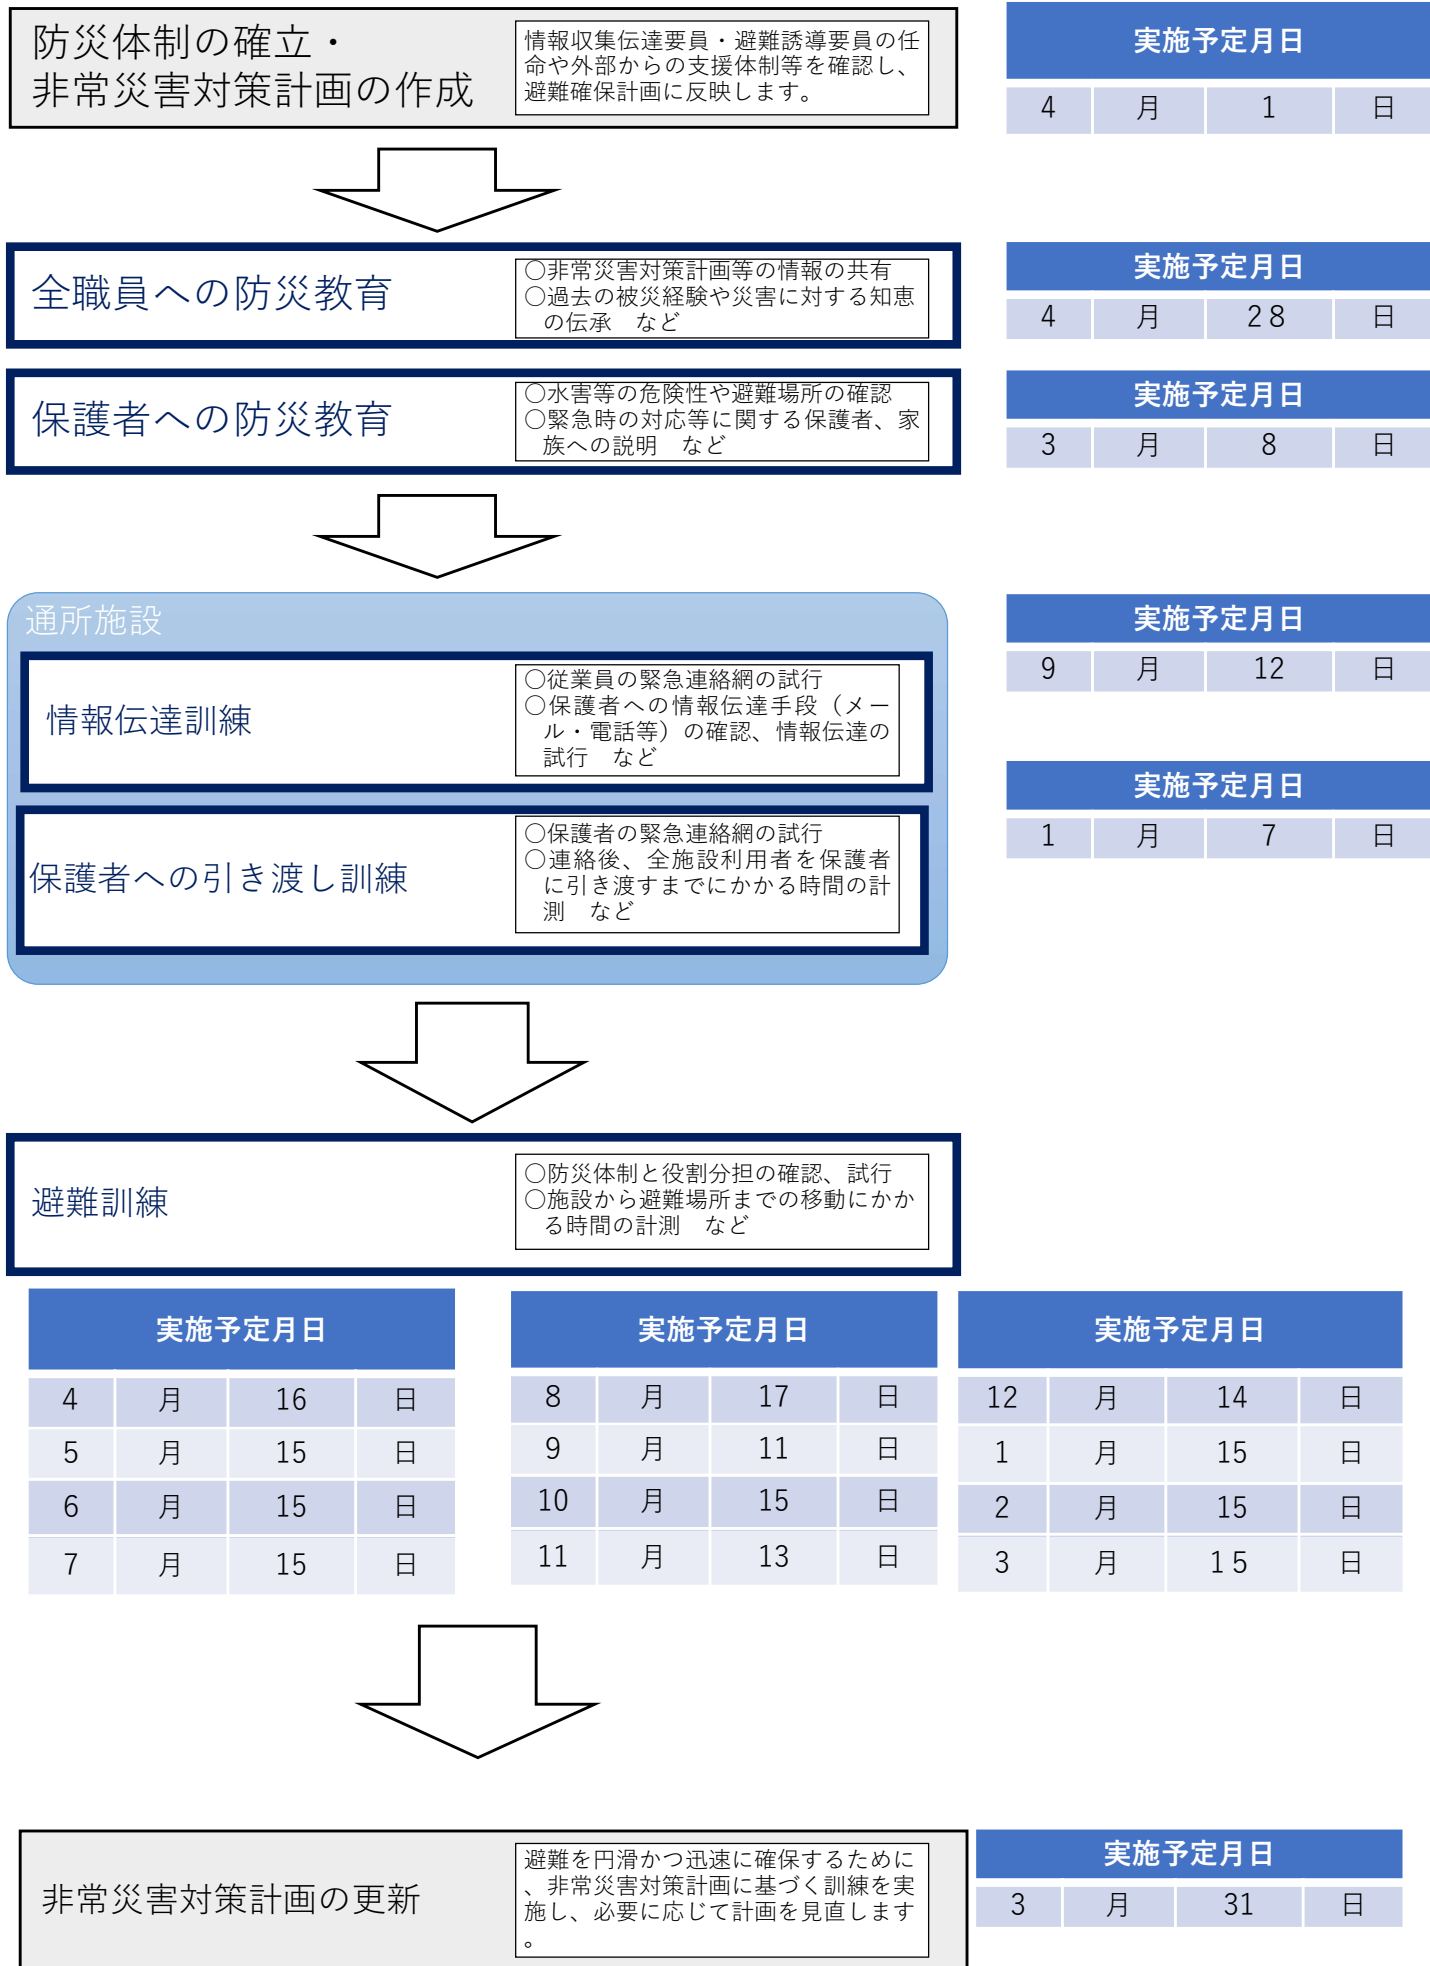 防災体制の確立・
非常災害対策計画の作成
情報収集伝達要員・避難誘導要員の任
命や外部からの支援体制等を確認し、
避難確保計画に反映します。
実施予定月日
4 月 1 日
全職員への防災教育
○非常災害対策計画等の情報の共有
○過去の被災経験や災害に対する知恵
の伝承　など
実施予定月日
4 月 28 日
保護者への防災教育
○水害等の危険性や避難場所の確認
○緊急時の対応等に関する保護者、家
族への説明　など
実施予定月日
3 月 8 日
通所施設
情報伝達訓練
○従業員の緊急連絡網の試行
○保護者への情報伝達手段（メー
ル・電話等）の確認、情報伝達の
試行　など
実施予定月日
9 月 12 日
保護者への引き渡し訓練
○保護者の緊急連絡網の試行
○連絡後、全施設利用者を保護者
に引き渡すまでにかかる時間の計
測　など
実施予定月日
1 月 7 日
避難訓練
○防災体制と役割分担の確認、試行
○施設から避難場所までの移動にかか
る時間の計測　など
実施予定月日
4 月 16 日
5 月 15 日
6 月 15 日
7 月 15 日
実施予定月日
8 月 17 日
9 月 11 日
10 月 15 日
11 月 13 日
実施予定月日
12 月 14 日
1 月 15 日
2 月 15 日
3 月 15 日
非常災害対策計画の更新
避難を円滑かつ迅速に確保するために
、非常災害対策計画に基づく訓練を実
施し、必要に応じて計画を見直します
。
実施予定月日
3 月 31 日